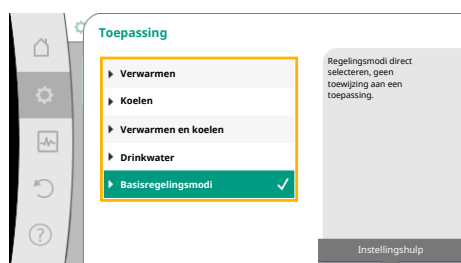 Toepassing
Verwarmen
Koelen
Verwarmen en koelen
Drinkwater
Basisregelingsmodi
Regelingsmodi direct
selecteren, geen
toewijzing aan een
toepassing.
Instellingshulp
?